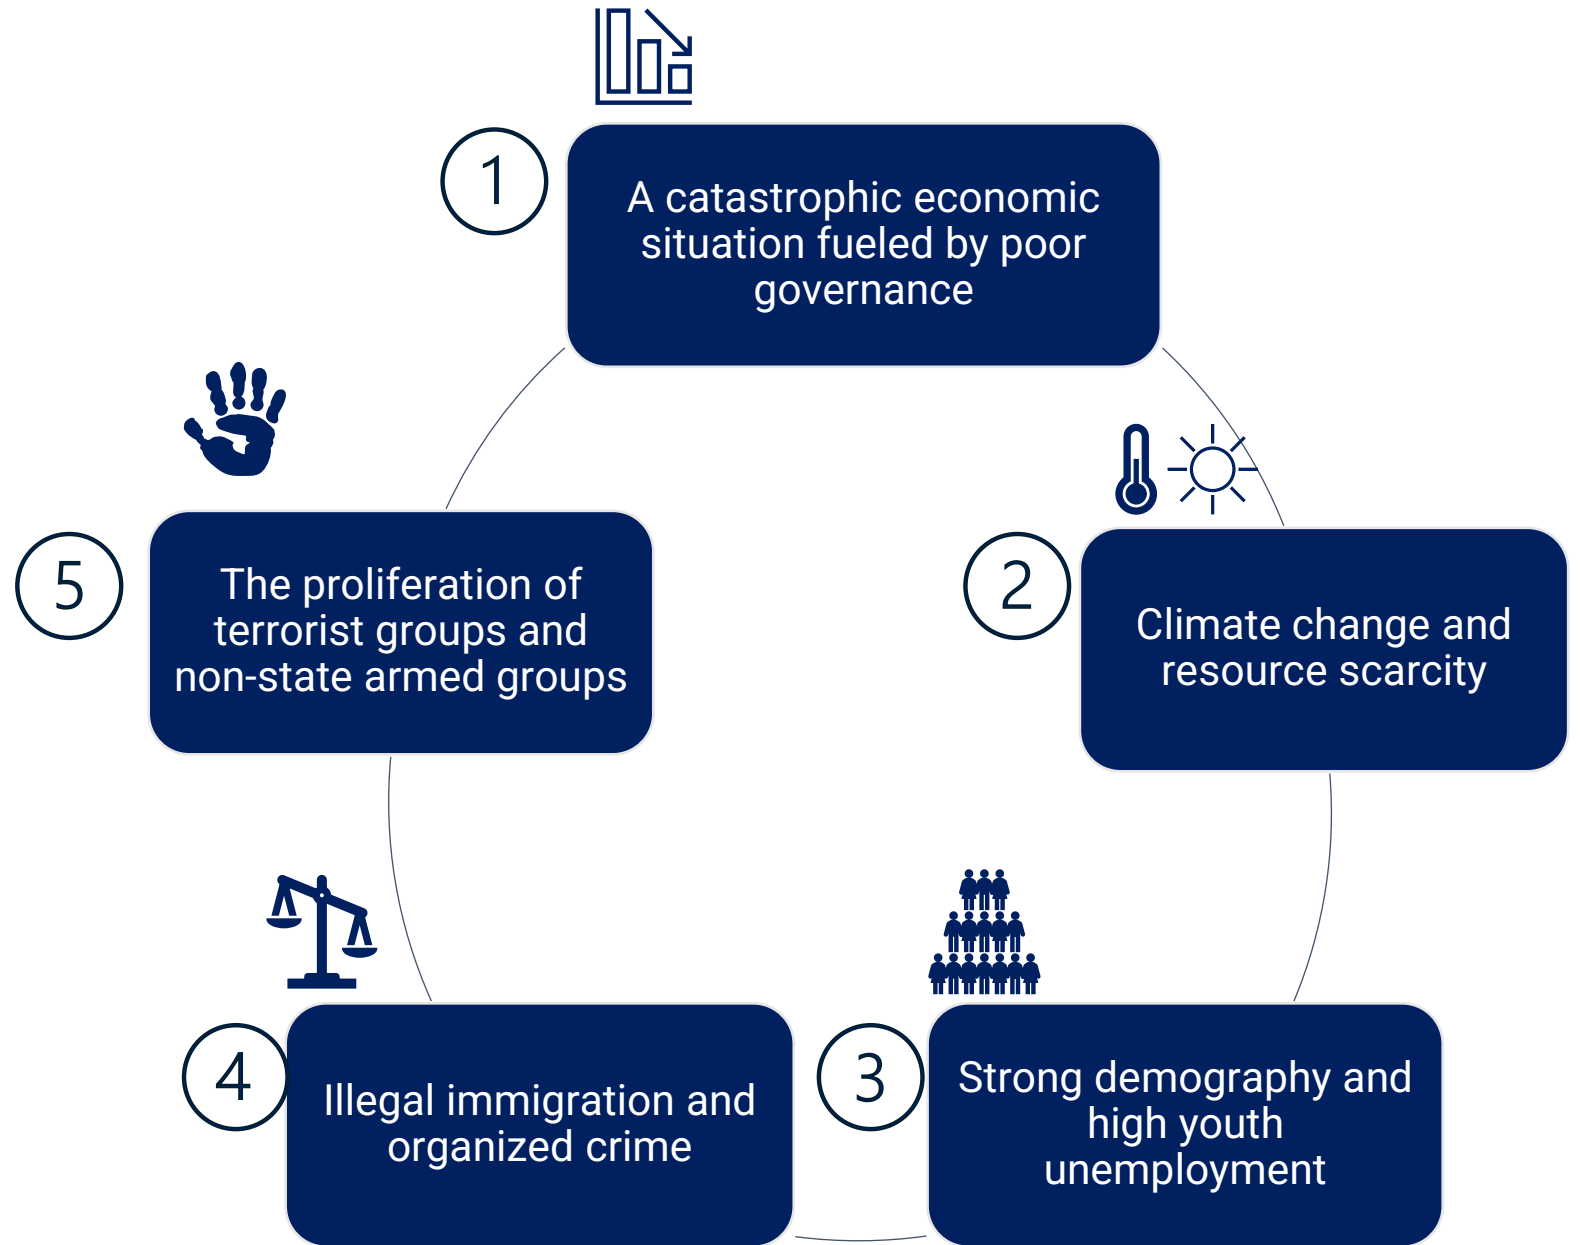 1
A catastrophic economic
situation fueled by poor
governance
2
Climate change and
resource scarcity
3
Strong demography and
high youth
unemployment
4
Illegal immigration and
organized crime
5
The proliferation of
terrorist groups and
non-state armed groups